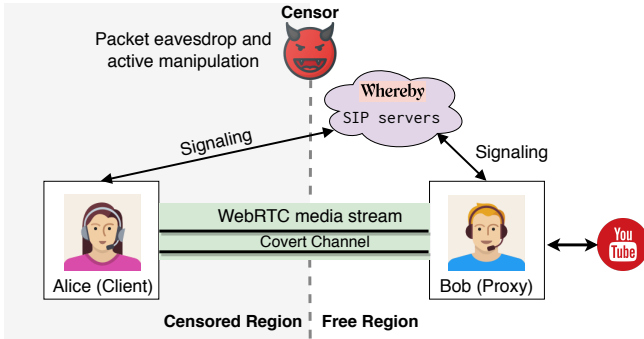 Censor
Packet eavesdrop and
active manipulation
Whereby
SIP servers
Signaling
Signaling
WebRTC media stream
Covert Channel
Alice (Client)
Bob (Proxy)
You
Tube
Censored Region
Free Region